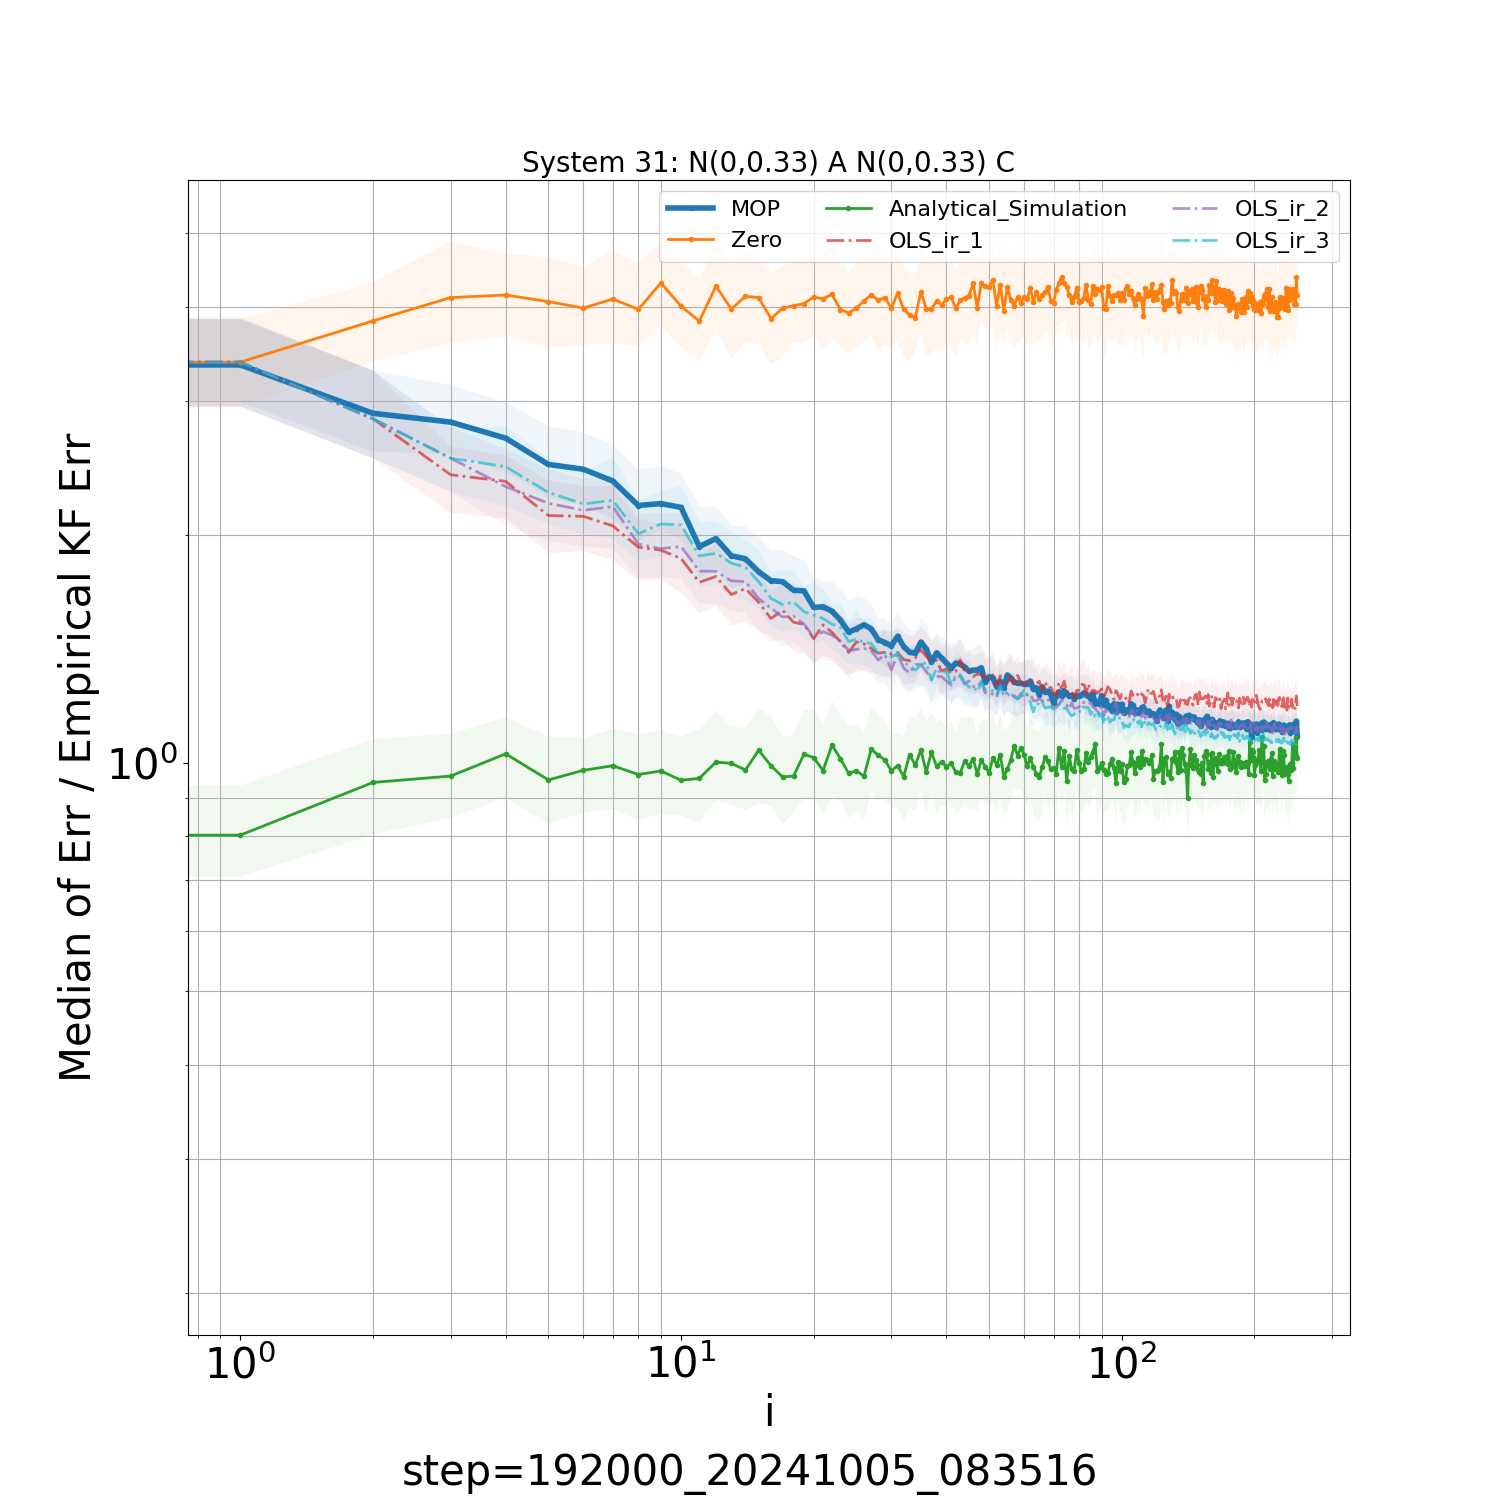 System 31: N(0,0.33) A N(0,0.33) C
MOP
Zero
Analytical_Simulation
OLS_ir_1
OLS_ir_2
OLS_ir_3
Median of Err / Empirical KF Err
10⁰
10⁰
10¹
10²
i
step=192000_20241005_083516